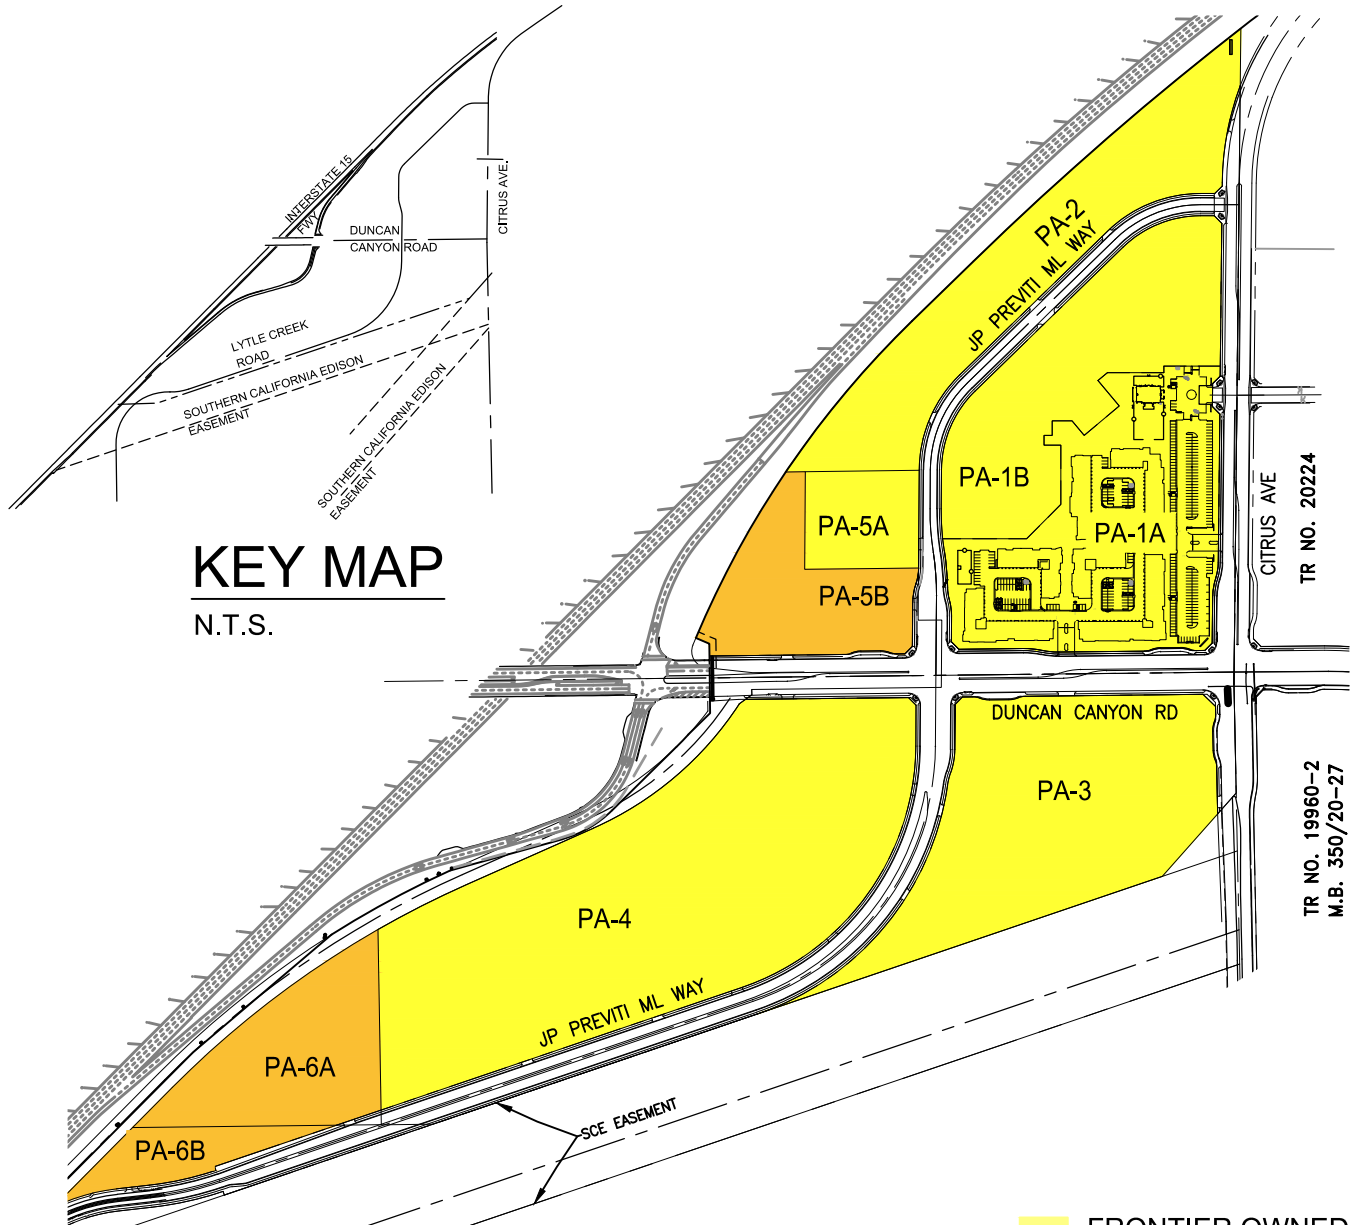 INTERSTATE 15
FWY
DUNCAN
CANYON ROAD
CITRUS AVE.
LYTLE CREEK
ROAD
SOUTHERN CALIFORNIA EDISON
EASEMENT
SOUTHERN CALIFORNIA EDISON
EASEMENT
KEY MAP
N.T.S.
PA-2
JP PREVITI ML WAY
PA-1B
PA-1A
PA-5A
PA-5B
CITRUS AVE
TR NO. 20224
DUNCAN CANYON RD
PA-3
TR NO. 19960-2
M.B. 350/20-27
PA-4
JP PREVITI ML WAY
PA-6A
PA-6B
SCE EASEMENT
FRONTIER OWNED